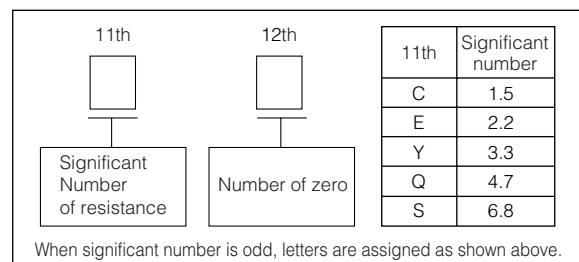 11th
12th
Significant
Number
of resistance
Number of zero
11th Significant
number
C 1.5
E 2.2
Y 3.3
Q 4.7
S 6.8
When significant number is odd, letters are assigned as shown above.